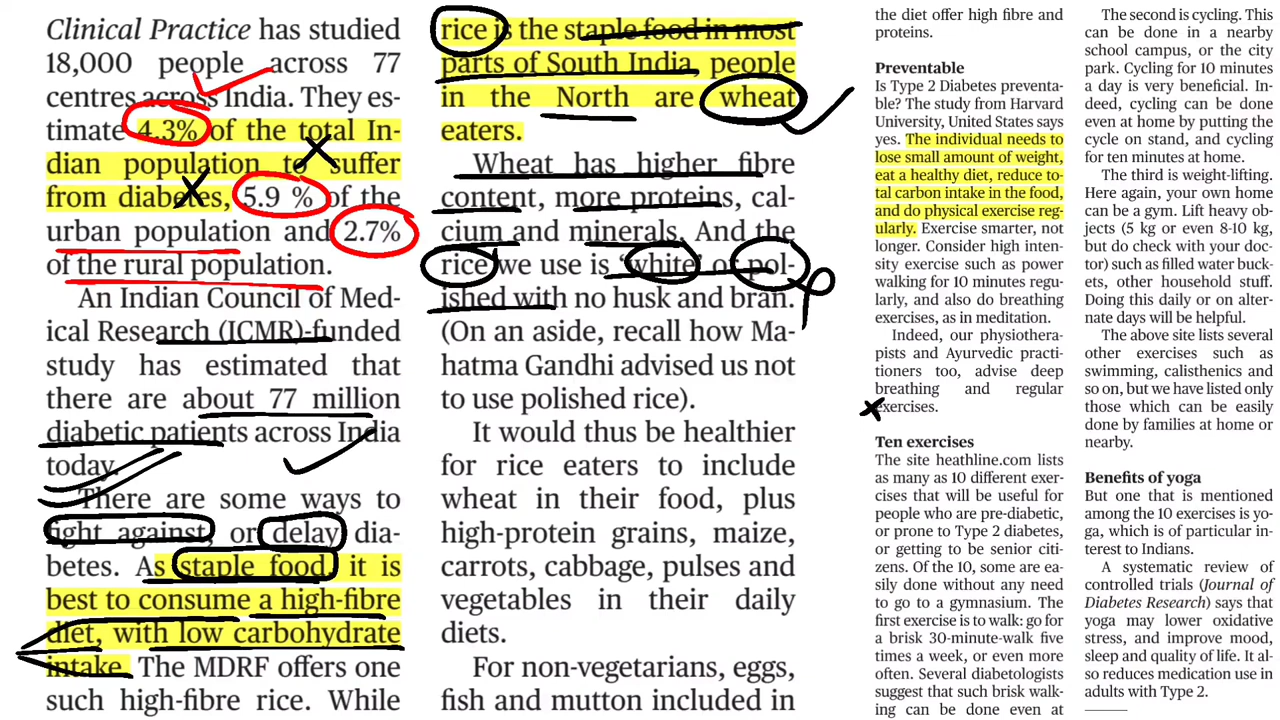 Clinical Practice has studied
18,000 people across 77
centres across India. They es-
timate 4.3% of the total In-
dian population to suffer
from diabetes, 5.9 % of the
urban population and 2.7%
of the rural population.
An Indian Council of Med-
ical Research (ICMR)-funded
study has estimated that
there are about 77 million
diabetic patients across India
today.
There are some ways to
fight against, or delay dia-
betes. As staple food, it is
best to consume a high-fibre
diet, with low carbohydrate
intake. The MDRF offers one
such high-fibre rice. While
rice is the staple food in most
parts of South India, people
in the North are wheat
eaters.
Wheat has higher fibre
content, more proteins, cal-
cium and minerals. And the
rice we use is ‘white’ or pol-
ished with no husk and bran.
(On an aside, recall how Ma-
hatma Gandhi advised us not
to use polished rice).
It would thus be healthier
for rice eaters to include
wheat in their food, plus
high-protein grains, maize,
carrots, cabbage, pulses and
vegetables in their daily
diets.
For non-vegetarians, eggs,
fish and mutton included in
the diet offer high fibre and
proteins.
Preventable
Is Type 2 Diabetes preventa-
ble? The study from Harvard
University, United States says
yes. The individual needs to
lose small amount of weight,
eat a healthy diet, reduce to-
tal carbon intake in the food,
and do physical exercise reg-
ularly. Exercise smarter, not
longer. Consider high inten-
sity exercise such as power
walking for 10 minutes regu-
larly, and also do breathing
exercises, as in meditation.
Indeed, our physiothera-
pists and Ayurvedic practi-
tioners too, advise deep
breathing and regular
exercises.
Ten exercises
The site heathline.com lists
as many as 10 different exer-
cises that will be useful for
people who are pre-diabetic,
or prone to Type 2 diabetes,
or getting to be senior citi-
zens. Of the 10, some are ea-
sily done without any need
to go to a gymnasium. The
first exercise is to walk: go for
a brisk 30-minute-walk five
times a week, or even more
often. Several diabetologists
suggest that such brisk walk-
ing can be done even at
The second is cycling. This
can be done in a nearby
school campus, or the city
park. Cycling for 10 minutes
a day is very beneficial. In-
deed, cycling can be done
even at home by putting the
cycle on stand, and cycling
for ten minutes at home.
The third is weight-lifting.
Here again, your own home
can be a gym. Lift heavy ob-
jects (5 kg or even 8-10 kg,
but do check with your doc-
tor) such as filled water buck-
ets, other household stuff.
Doing this daily or on alter-
nate days will be helpful.
The above site lists several
other exercises such as
swimming, calisthenics and
so on, but we have listed only
those which can be easily
done by families at home or
nearby.
Benefits of yoga
But one that is mentioned
among the 10 exercises is yo-
ga, which is of particular in-
terest to Indians.
A systematic review of
controlled trials (Journal of
Diabetes Research) says that
yoga may lower oxidative
stress, and improve mood,
sleep and quality of life. It al-
so reduces medication use in
adults with Type 2.